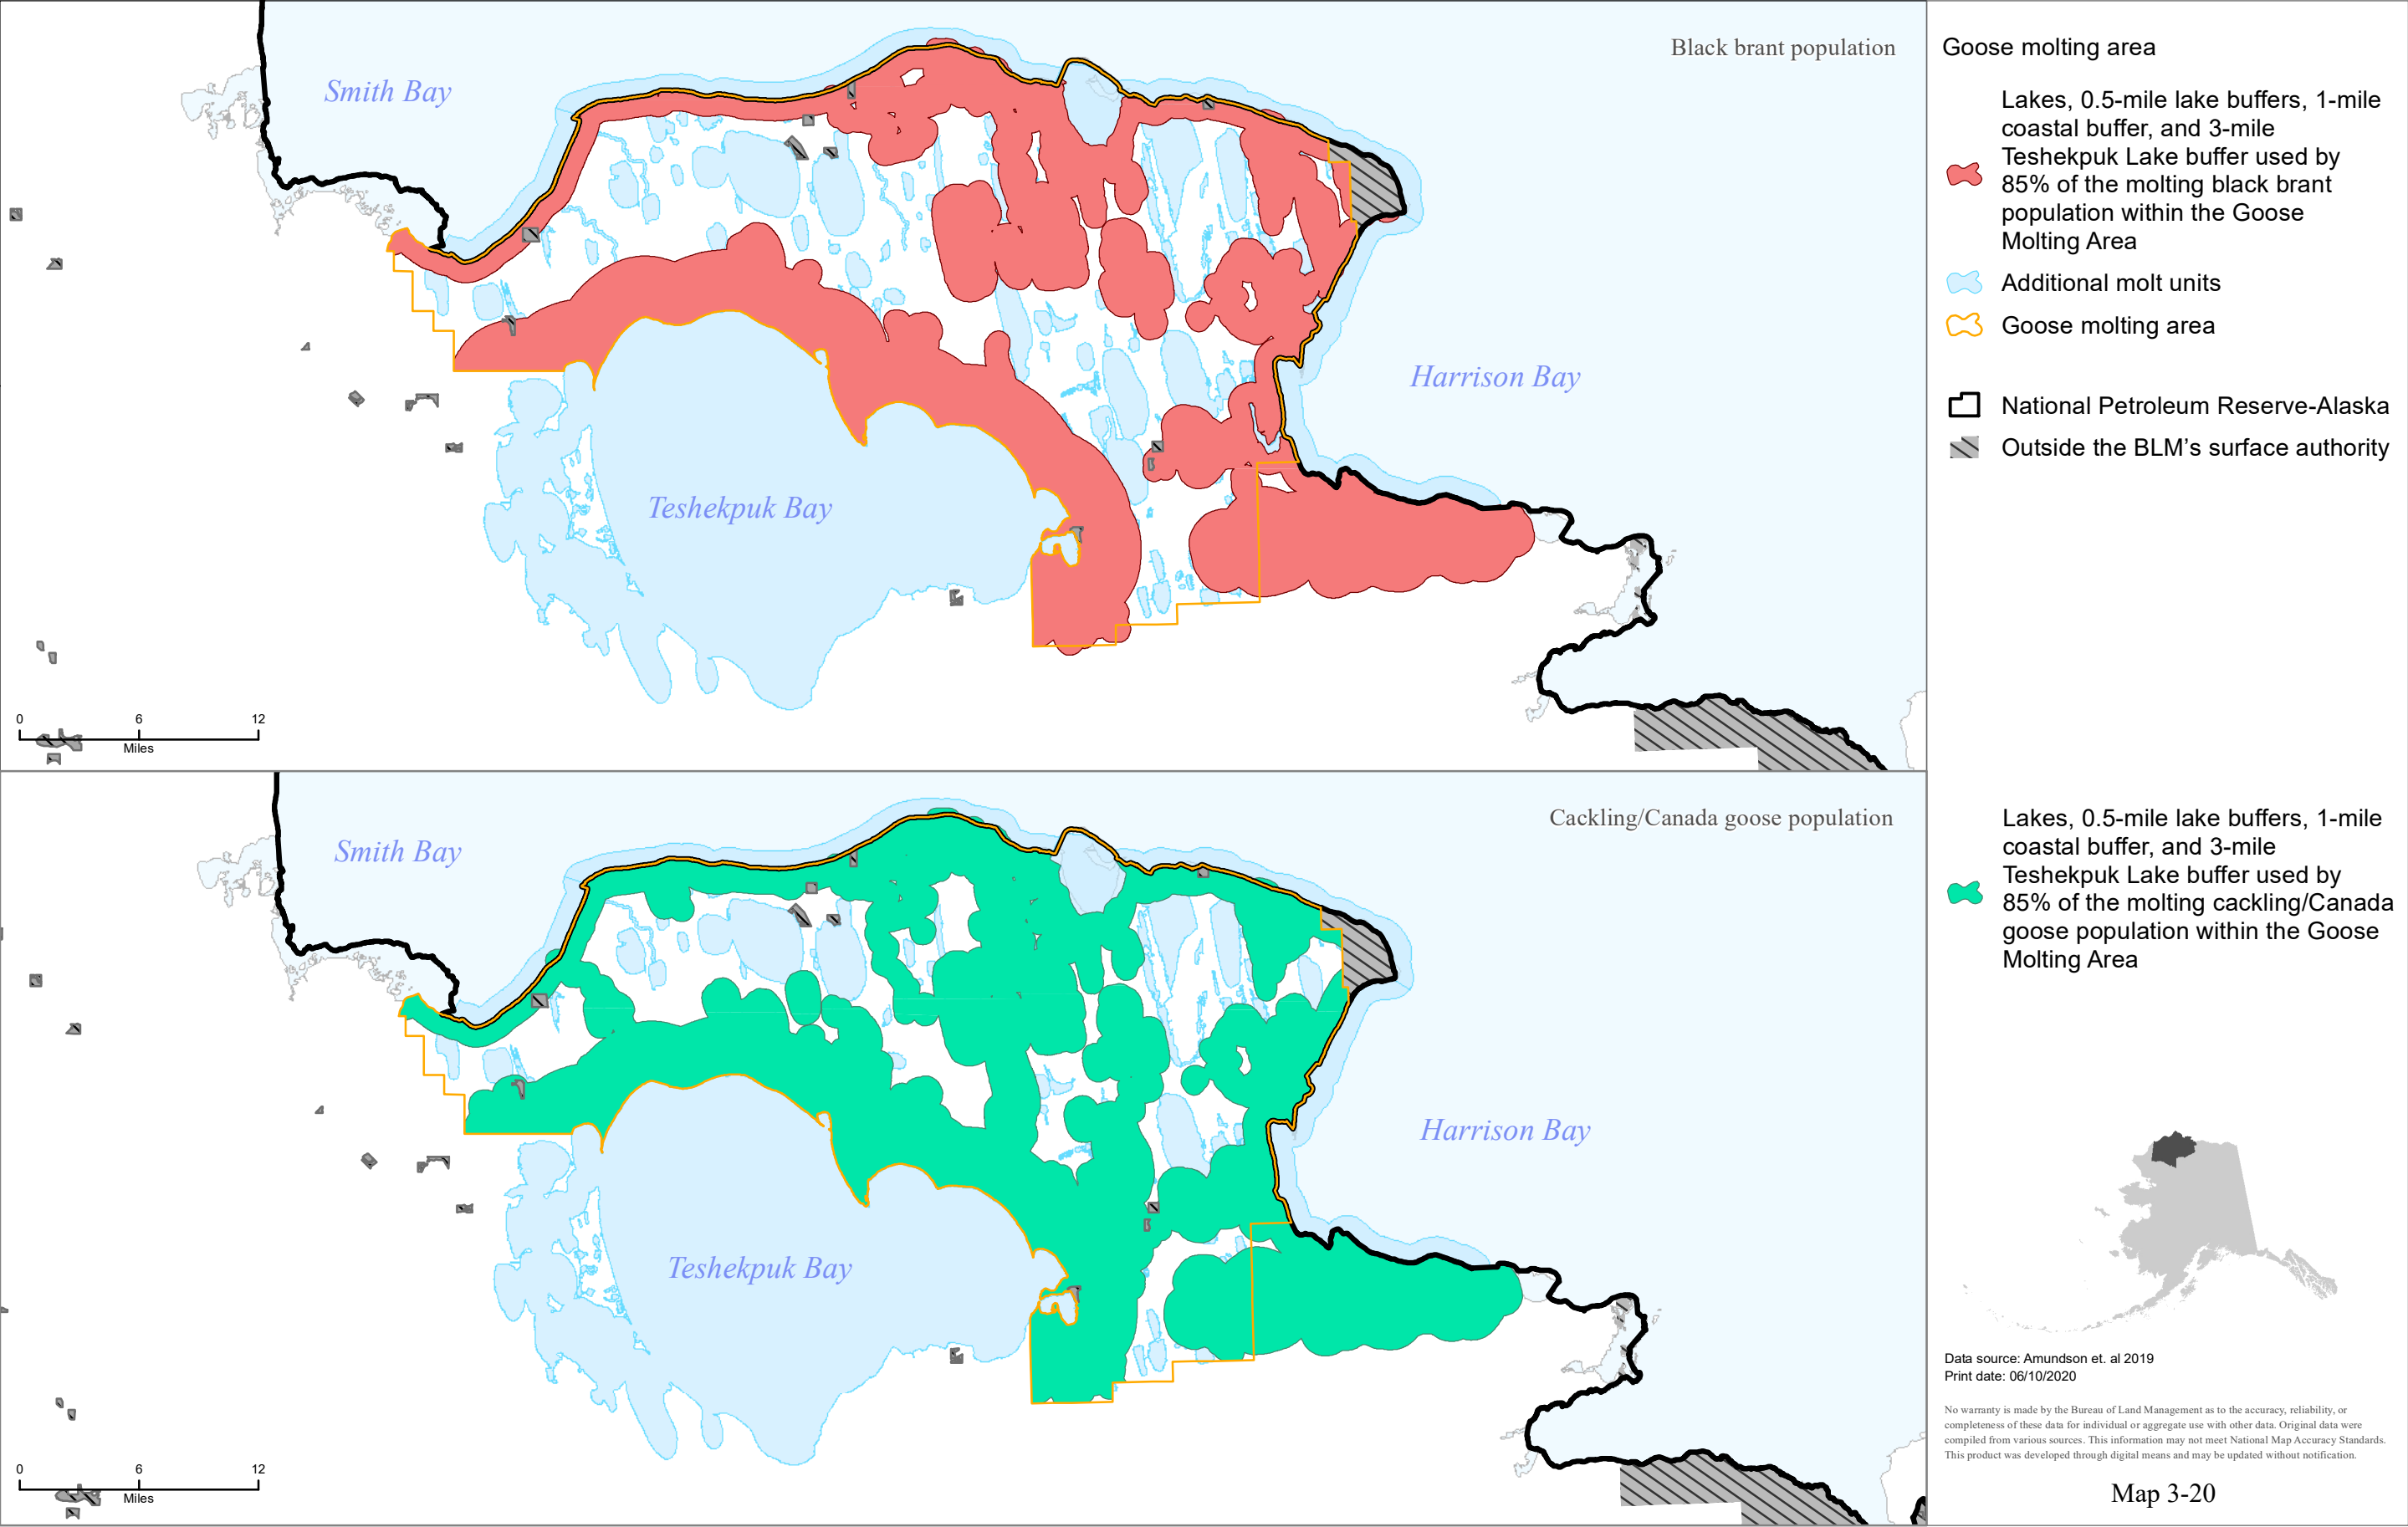 Black brant population
Smith Bay
Harrison Bay
Teshekpuk Bay
0 6 12
Miles
Goose molting area
Lakes, 0.5-mile lake buffers, 1-mile
coastal buffer, and 3-mile
Teshekpuk Lake buffer used by
85% of the molting black brant
population within the Goose
Molting Area
Additional molt units
Goose molting area
National Petroleum Reserve-Alaska
Outside the BLM’s surface authority
Cackling/Canada goose population
Smith Bay
Harrison Bay
Teshekpuk Bay
0 6 12
Miles
Lakes, 0.5-mile lake buffers, 1-mile
coastal buffer, and 3-mile
Teshekpuk Lake buffer used by
85% of the molting cackling/Canada
goose population within the Goose
Molting Area
Data source: Amundson et. al 2019
Print date: 06/10/2020
No warranty is made by the Bureau of Land Management as to the accuracy, reliability, or
completeness of these data for individual or aggregate use with other data. Original data were
compiled from various sources. This information may not meet National Map Accuracy Standards.
This product was developed through digital means and may be updated without notification.
Map 3-20